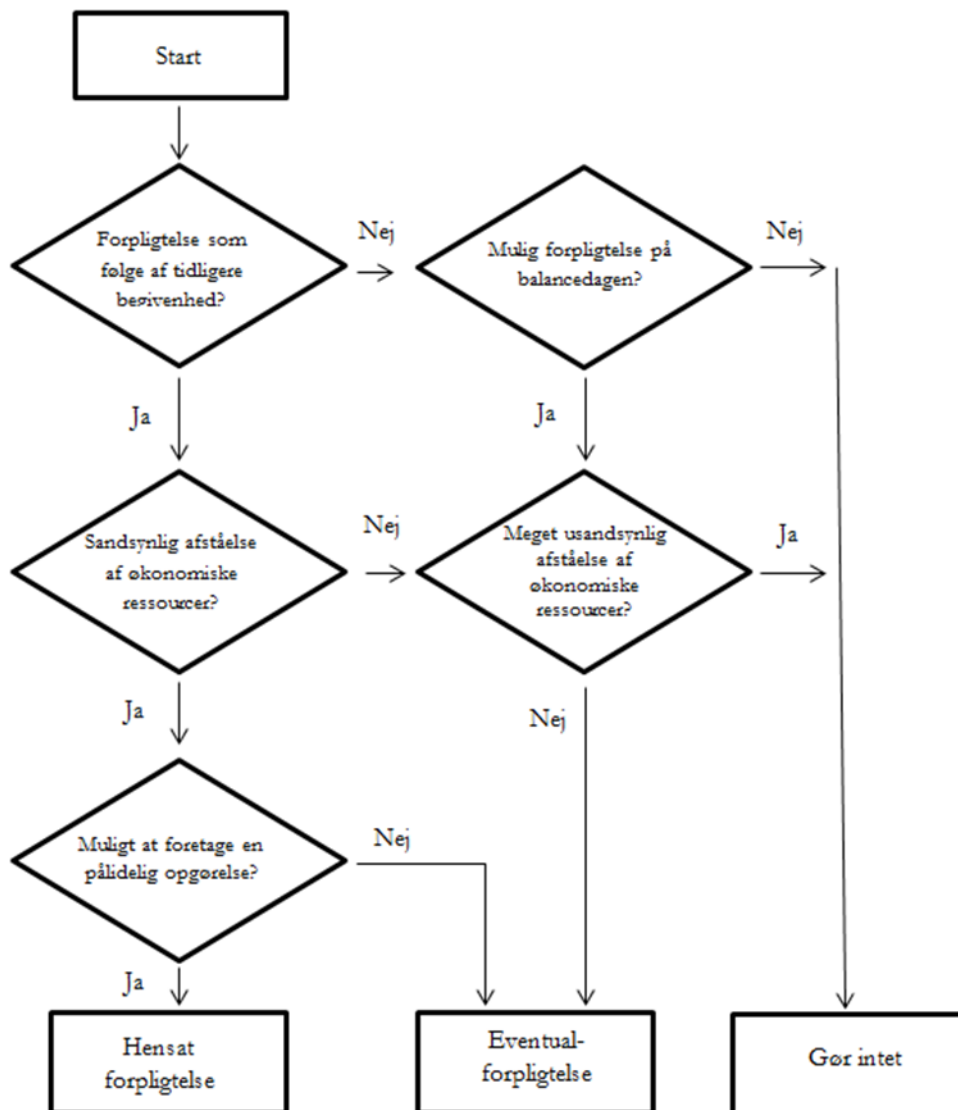 Start
Forpligtelse som
følge af tidligere
begivenhed?
Nej
Mulig forpligtelse på
balancedagen?
Nej
Ja
Ja
Sandsynlig afståelse
af økonomiske
ressourcer?
Nej
Meget usandsynlig
afståelse af
økonomiske
ressourcer?
Ja
Ja
Nej
Muligt at foretage en
pålidelig opgørelse?
Nej
Ja
Hensat
forpligtelse
Eventual-
forpligtelse
Gør intet